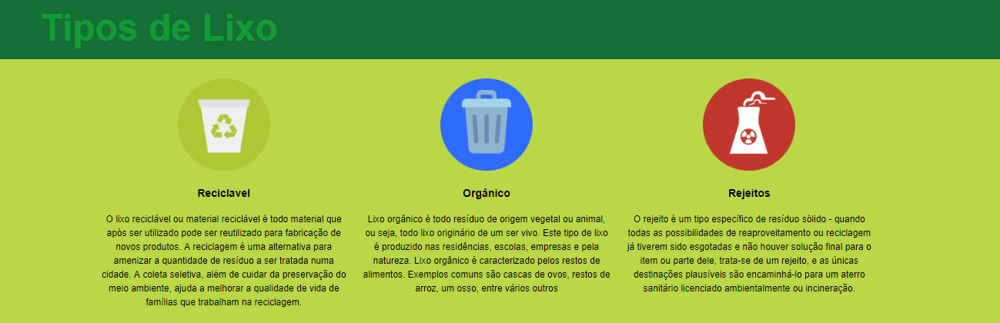 Tipos de Lixo
Reciclavel
O lixo reciclável ou material reciclável é todo material que
após ser utilizado pode ser reutilizado para fabricação de
novos produtos. A reciclagem é uma alternativa para
amenizar a quantidade de resíduo a ser tratada numa
cidade. A coleta seletiva, além de cuidar da preservação do
meio ambiente, ajuda a melhorar a qualidade de vida de
famílias que trabalham na reciclagem.
Orgânico
Lixo orgânico é todo resíduo de origem vegetal ou animal,
ou seja, todo lixo originário de um ser vivo. Este tipo de lixo
é produzido nas residências, escolas, empresas e pela
natureza. Lixo orgânico é caracterizado pelos restos de
alimentos. Exemplos comuns são cascas de ovos, restos de
arroz, um osso, entre vários outros
Rejeitos
O rejeito é um tipo específico de resíduo sólido - quando
todas as possibilidades de reaproveitamento ou reciclagem
já tiverem sido esgotadas e não houver solução final para o
item ou parte dele, trata-se de um rejeito, e as únicas
destinações plausíveis são encaminhá-lo para um aterro
sanitário licenciado ambientalmente ou incineração.